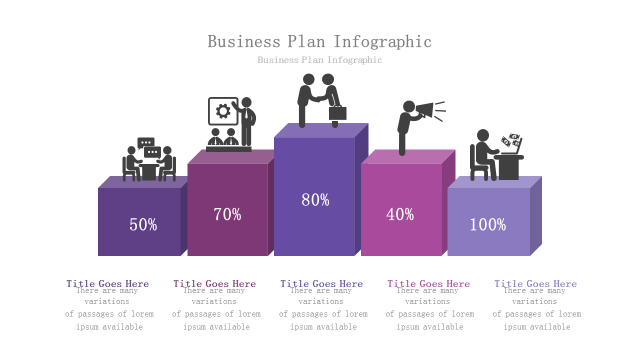 Business Plan Infographic
Business Plan Infographic
50%
70%
80%
40%
100%
Title Goes Here
There are many
variations
of passages of lorem
ipsum available
Title Goes Here
There are many
variations
of passages of lorem
ipsum available
Title Goes Here
There are many
variations
of passages of lorem
ipsum available
Title Goes Here
There are many
variations
of passages of lorem
ipsum available
Title Goes Here
There are many
variations
of passages of lorem
ipsum available